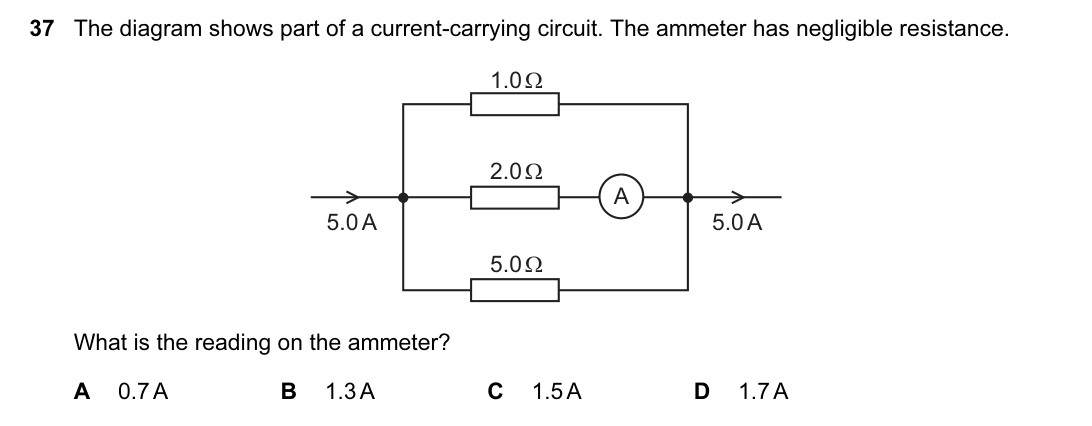 37 The diagram shows part of a current-carrying circuit. The ammeter has negligible resistance.
1.0Ω
2.0Ω
A
5.0A
5.0A
5.0Ω
What is the reading on the ammeter?
A 0.7A B 1.3A C 1.5A D 1.7A